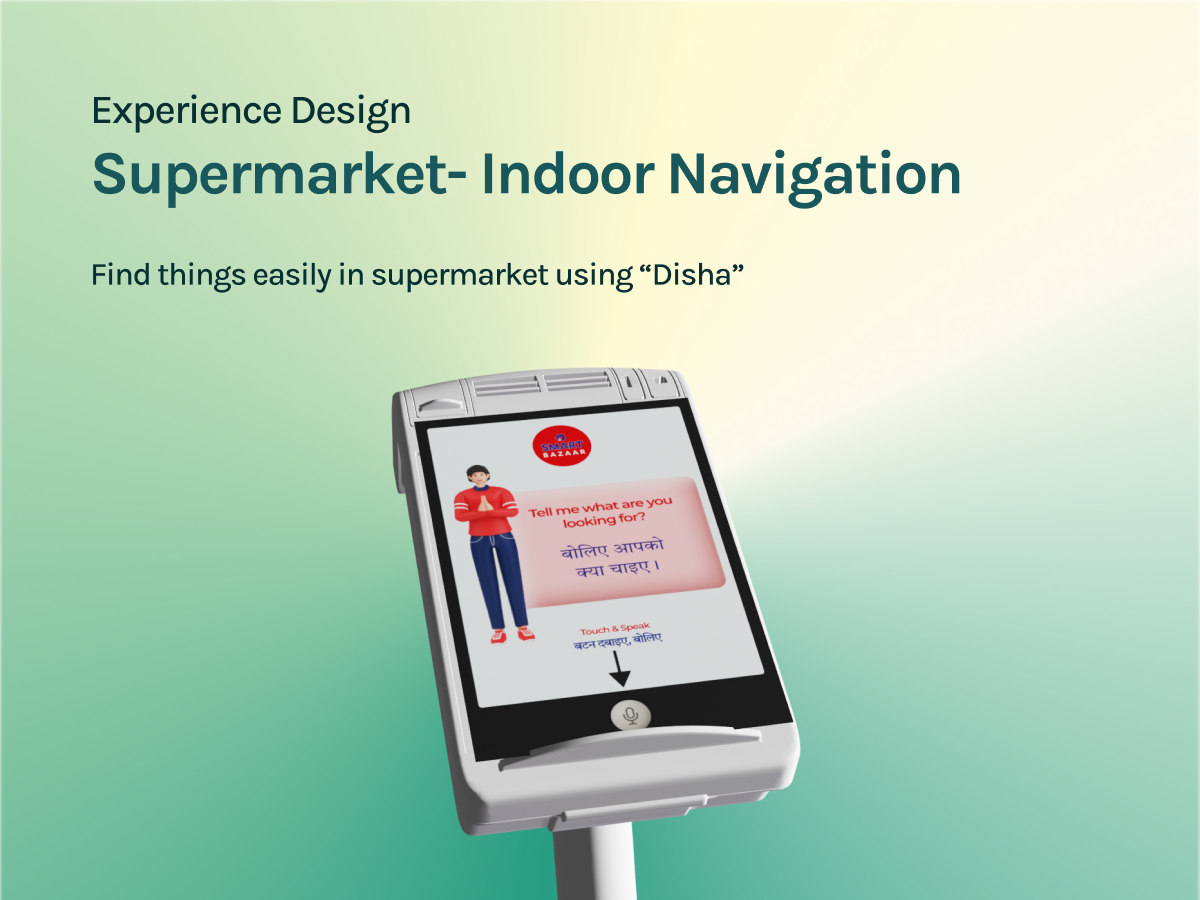 Experience Design
Supermarket- Indoor Navigation
Find things easily in supermarket using “Disha”
SMART
BAZAAR
Tell me what are you
looking for?
बोलिए आपको
क्या चाइए ।
Touch & Speak
बटन दबाइए, बोलिए